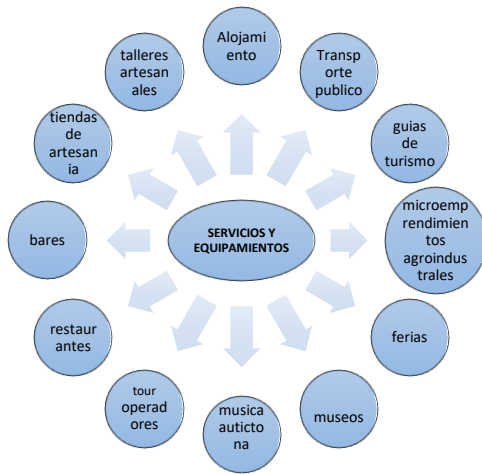 Alojami
ento
Transp
orte
publico
guias
de
turismo
microemp
rendimien
tos
agroindus
trales
ferias
museos
musica
auticto
na
tour
operad
ores
restaur
antes
bares
tiendas
de
artesan
ia
talleres
artesan
ales
SERVICIOS Y
EQUIPAMIENTOS